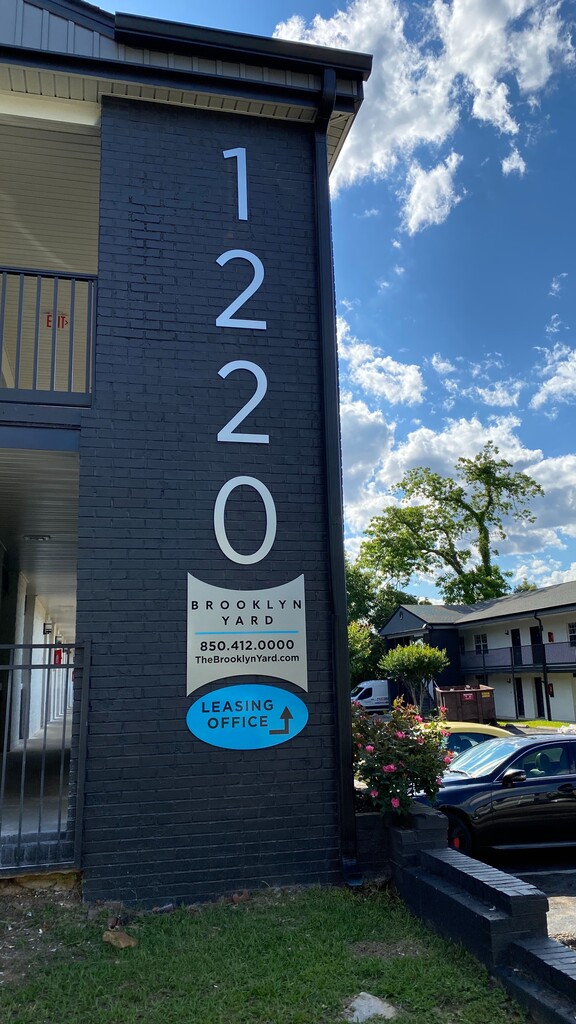 1
2
2
0
EXIT
BROOKLYN
YARD
850.412.0000
TheBrooklynYard.com
LEASING
OFFICE